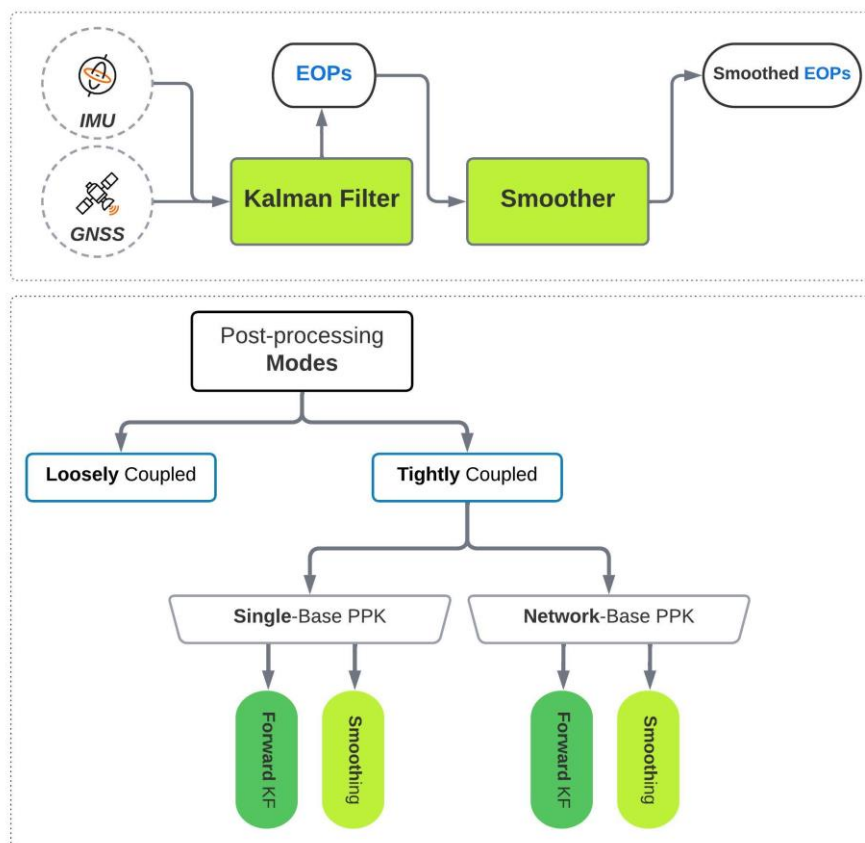 EOPs
Smoothed EOPs
IMU
Kalman Filter
Smoother
GNSS
Post-processing
Modes
Loosely Coupled
Tightly Coupled
Single-Base PPK
Network-Base PPK
Forward KF
Smoothing
Forward KF
Smoothing